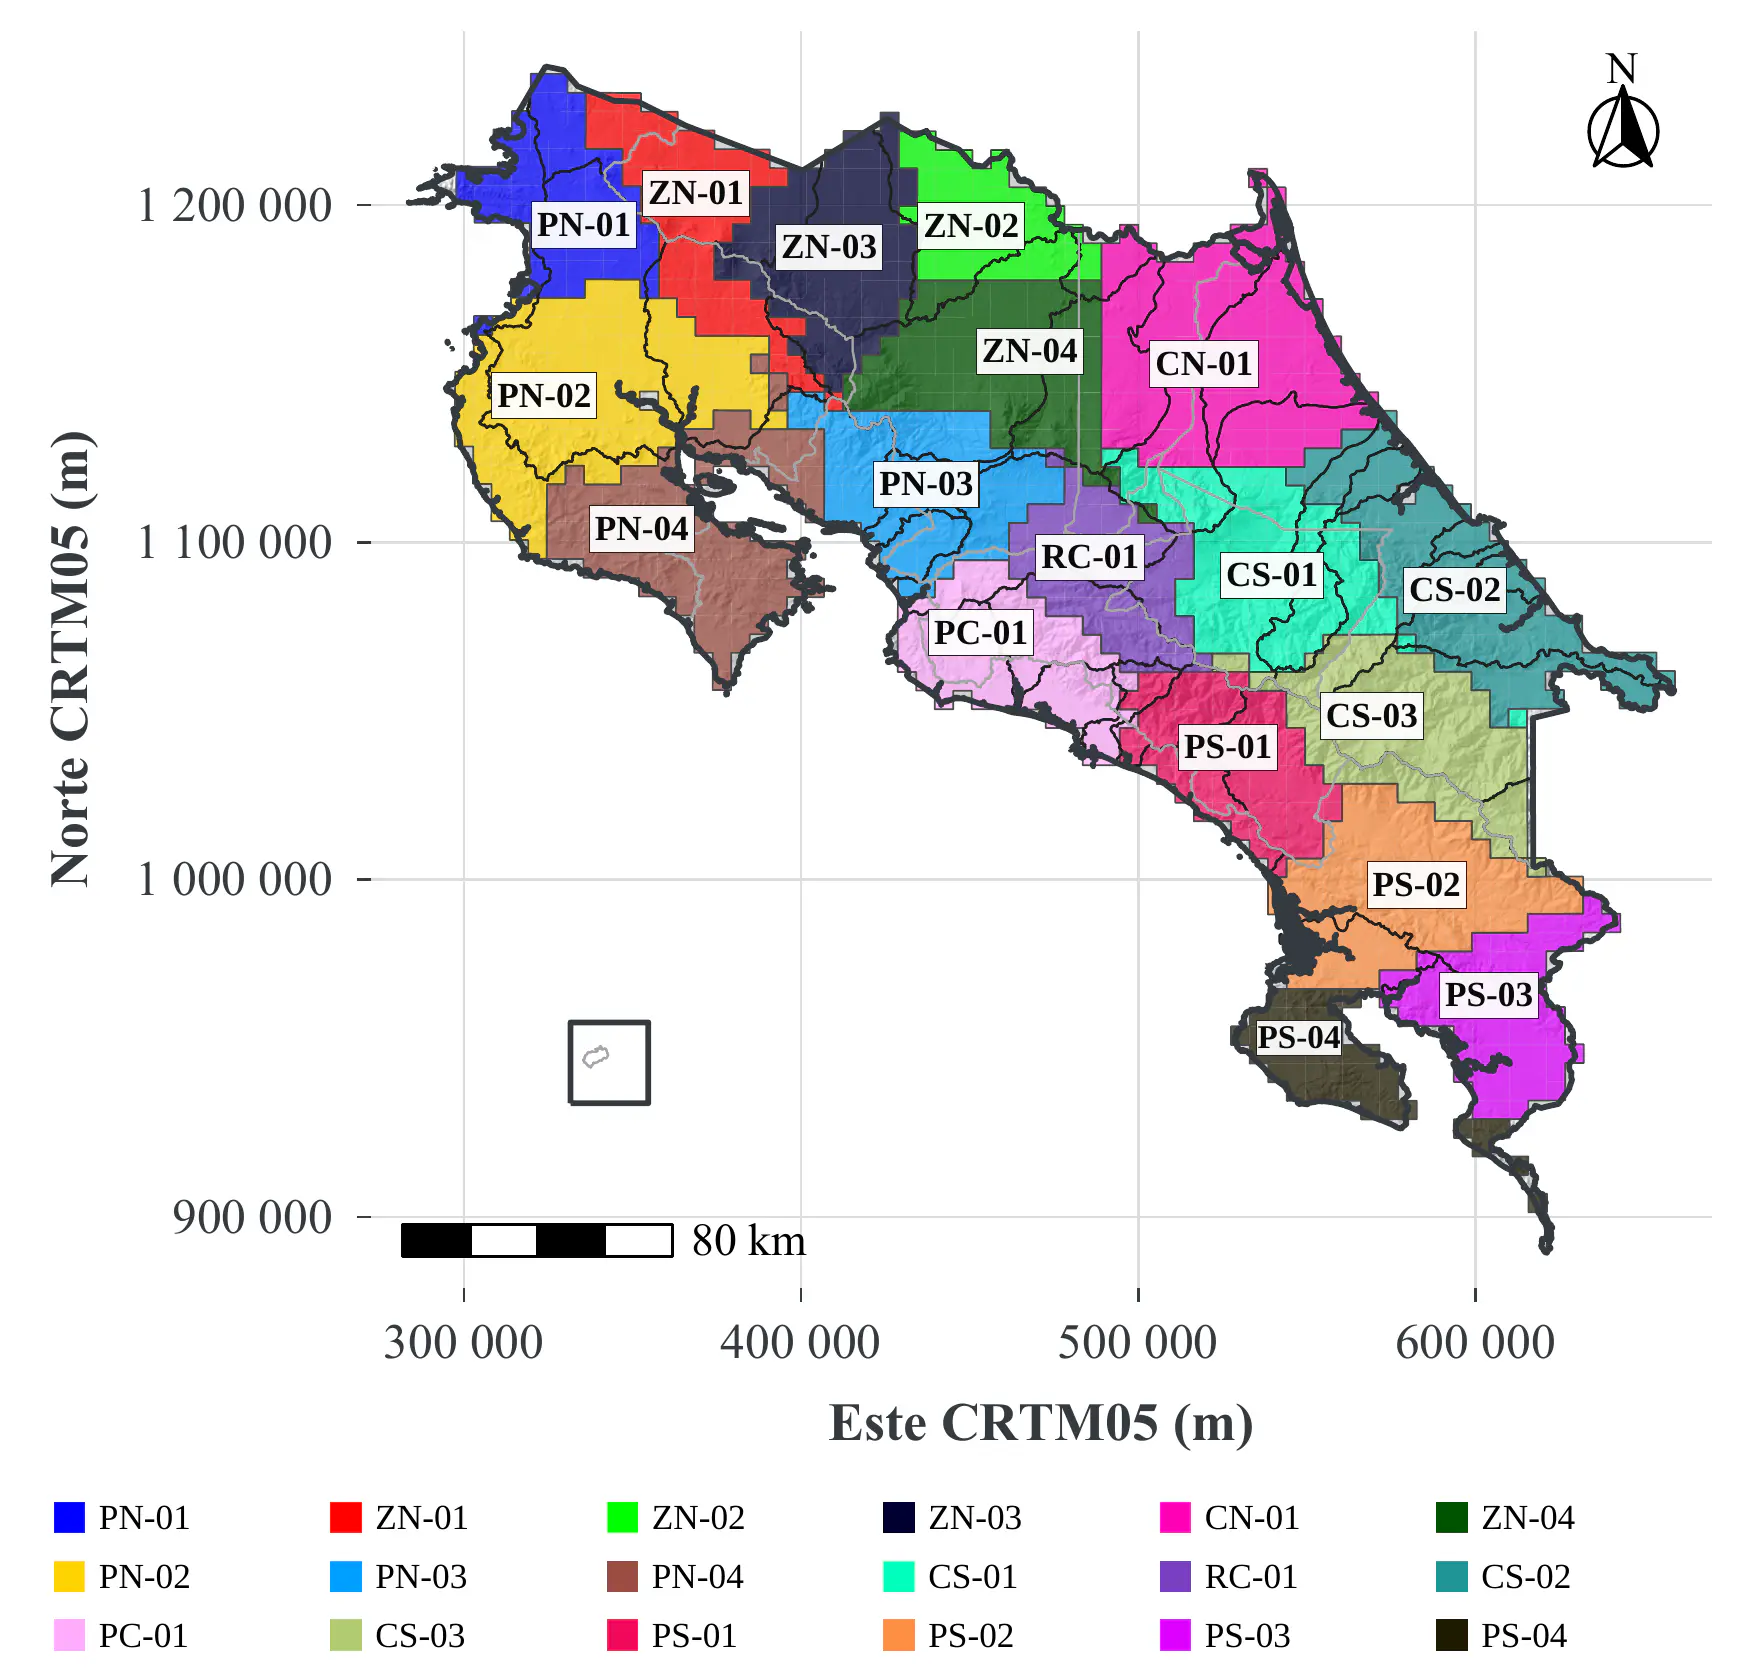 N
1 200 000
1 100 000
1 000 000
900 000
Norte CRTM05 (m)
ZN-01
PN-01
ZN-02
ZN-03
ZN-04
CN-01
PN-02
PN-03
PN-04
RC-01
CS-01
CS-02
PC-01
CS-03
PS-01
PS-02
PS-03
PS-04
80 km
300 000 400 000 500 000 600 000
Este CRTM05 (m)
PN-01 ZN-01 ZN-02 ZN-03 CN-01 ZN-04
PN-02 PN-03 PN-04 CS-01 RC-01 CS-02
PC-01 CS-03 PS-01 PS-02 PS-03 PS-04